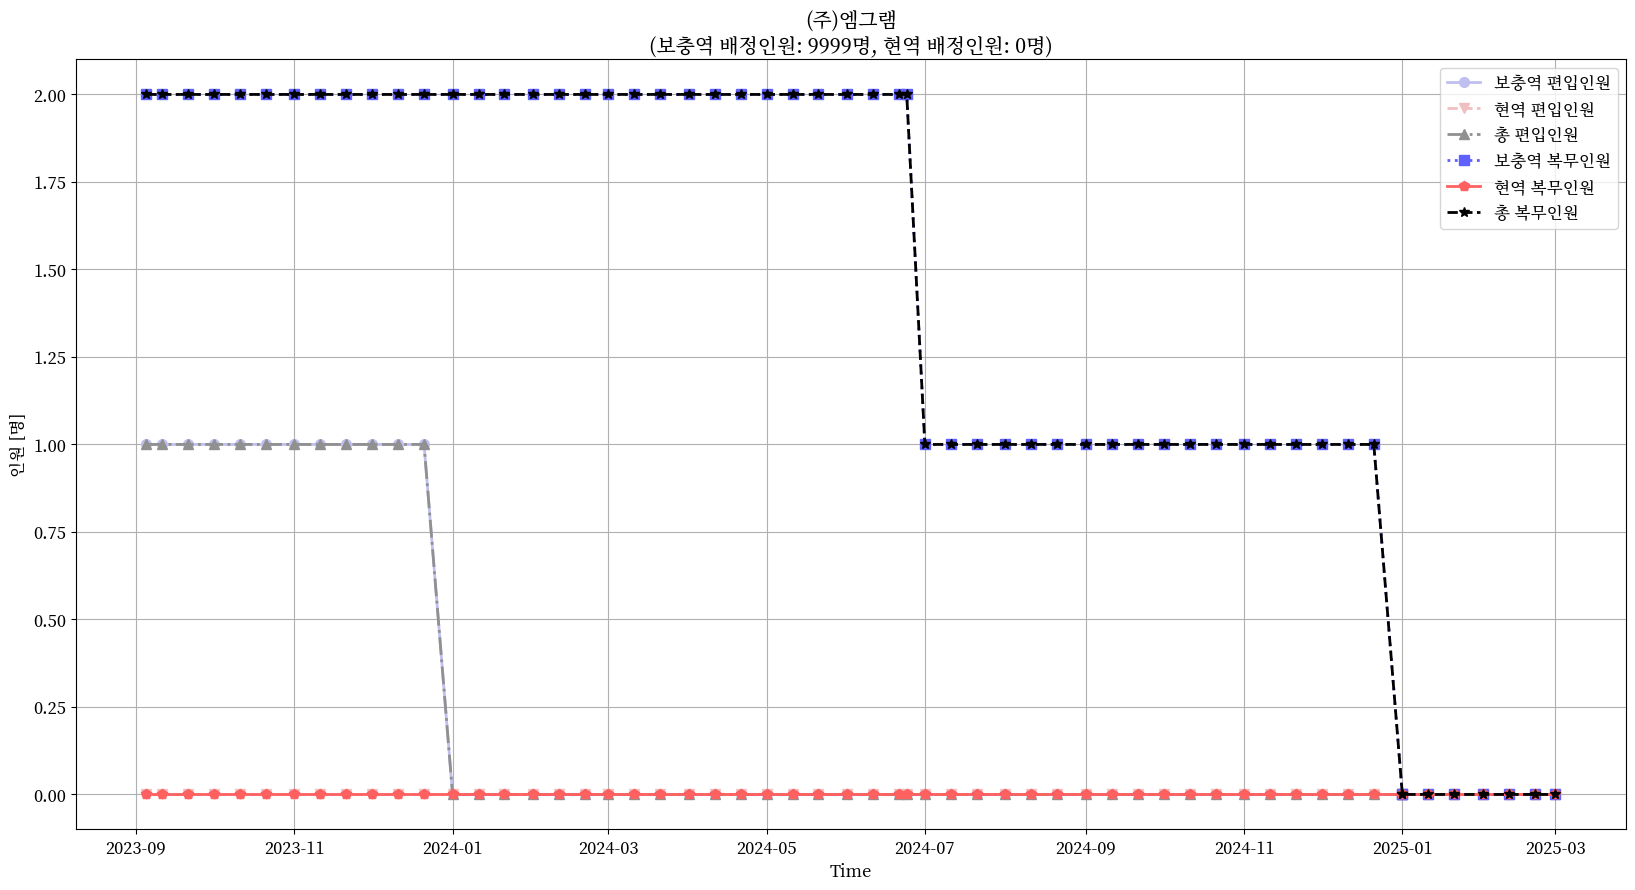 (주)엠그램
(보충역 배정인원: 9999명, 현역 배정인원: 0명)
2.00
1.75
1.50
1.25
1.00
0.75
0.50
0.25
0.00
인원 [명]
보충역 편입인원
현역 편입인원
총 편입인원
보충역 복무인원
현역 복무인원
총 복무인원
2023-09
2023-11
2024-01
2024-03
2024-05
2024-07
2024-09
2024-11
2025-01
2025-03
Time